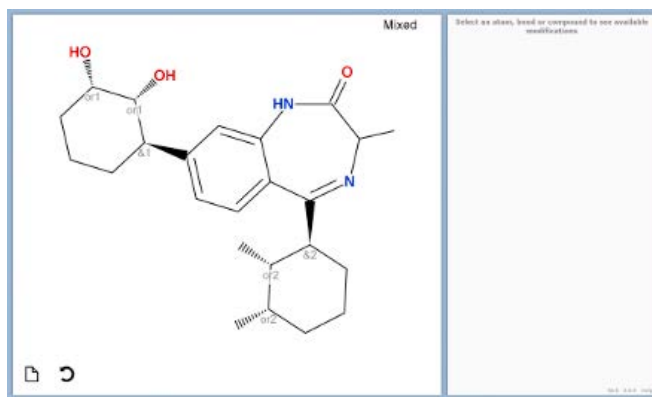 Mixed
Select an atom, bond or compound to see available
modifications
HO
OH
or1
or1
&1
HN
O
N
&2
or2
or2